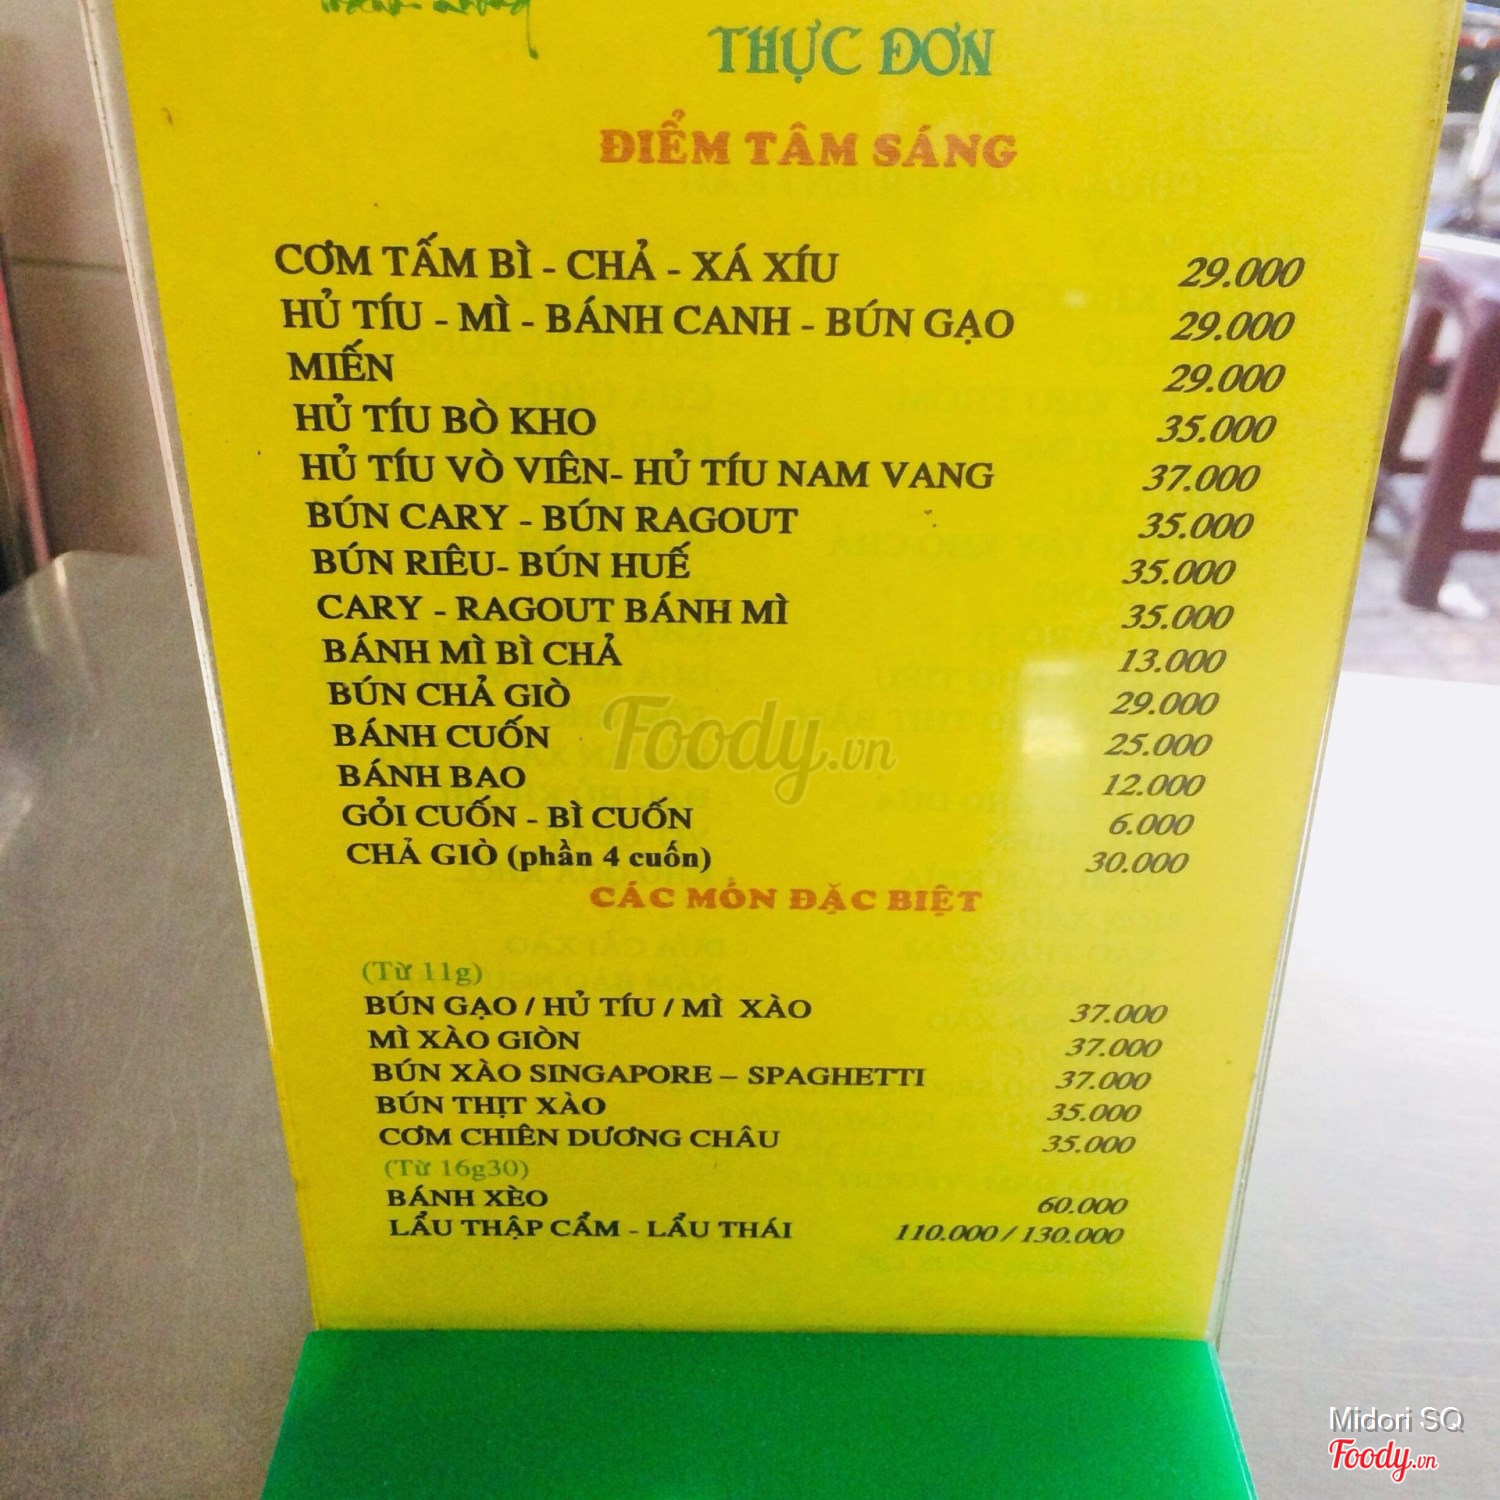 THỰC ĐƠN
ĐIỂM TÂM SÁNG
CƠM TẤM BÌ - CHẢ - XÁ XÍU 29.000
HỦ TÍU - MÌ - BÁNH CANH - BÚN GẠO 29.000
MIẾN 29.000
HỦ TÍU BÒ KHO 35.000
HỦ TÍU VÒ VIÊN- HỦ TÍU NAM VANG 37.000
BÚN CARY - BÚN RAGOUT 35.000
BÚN RIÊU- BÚN HUẾ 35.000
CARY - RAGOUT BÁNH MÌ 35.000
BÁNH MÌ BÌ CHẢ 13.000
BÚN CHẢ GIÒ 29.000
BÁNH CUỐN 25.000
BÁNH BAO 12.000
GỎI CUỐN - BÌ CUỐN 6.000
CHẢ GIÒ (phần 4 cuốn) 30.000
CÁC MÓN ĐẶC BIỆT
(Từ 11g)
BÚN GẠO / HỦ TÍU / MÌ XÀO 37.000
MÌ XÀO GIÒN 37.000
BÚN XÀO SINGAPORE – SPAGHETTI 37.000
BÚN THỊT XÀO 35.000
CƠM CHIÊN DƯƠNG CHÂU 35.000
(Từ 16g30)
BÁNH XÈO 60.000
LẨU THẬP CẨM - LẨU THÁI 110.000 / 130.000
Foody.vn
Midori SQ
Foody.vn